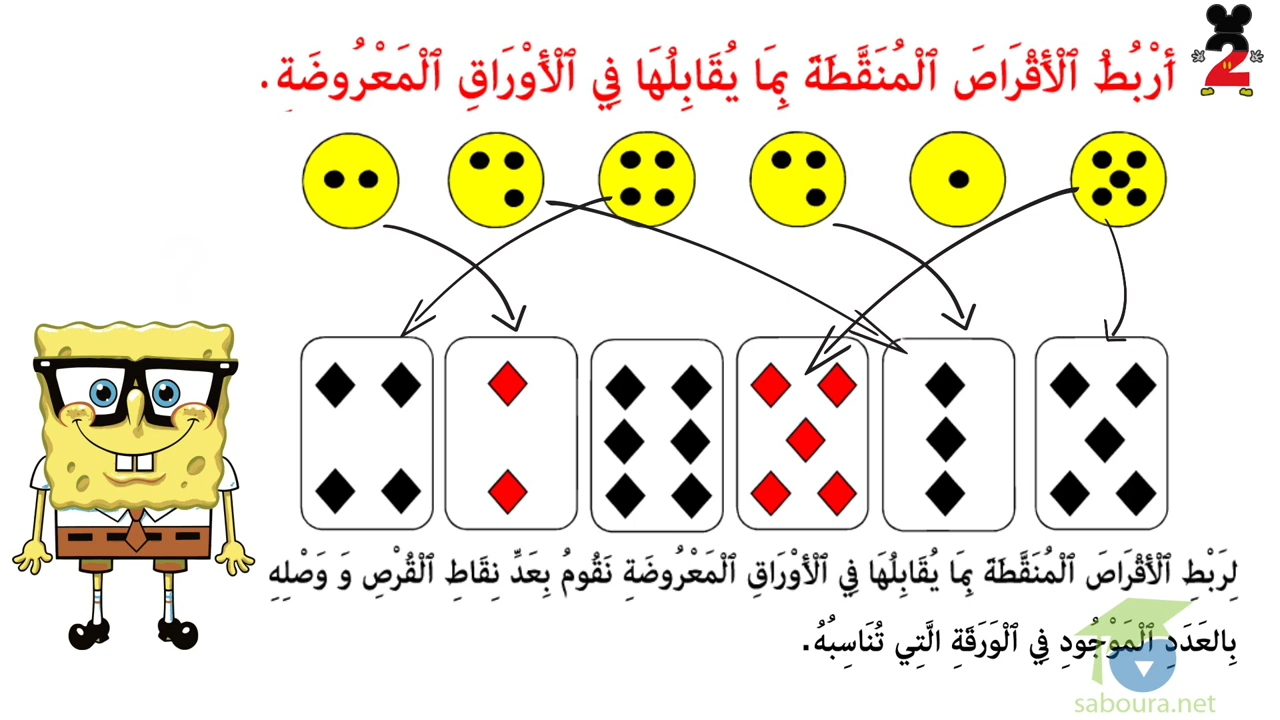 2
أَرْبُطُ ٱلْأَقْرَاصَ ٱلْمُنَقَّطَةَ بِمَا يُقَابِلُهَا فِي ٱلْأَوْرَاقِ ٱلْمَعْرُوضَةِ.
لِرَبْطِ ٱلْأَقْرَاصَ ٱلْمُنَقَّطَةَ بِمَا يُقَابِلُهَا فِي ٱلْأَوْرَاقِ ٱلْمَعْرُوضَةِ نَقُومُ بِعَدِّ نِقَاطِ ٱلْقُرْصِ وَ وَصْلِهِ
بِالعَدَدِ ٱلْمَوْجُودِ فِي ٱلْوَرَقَةِ الَّتِي تُنَاسِبُهُ.
saboura.net